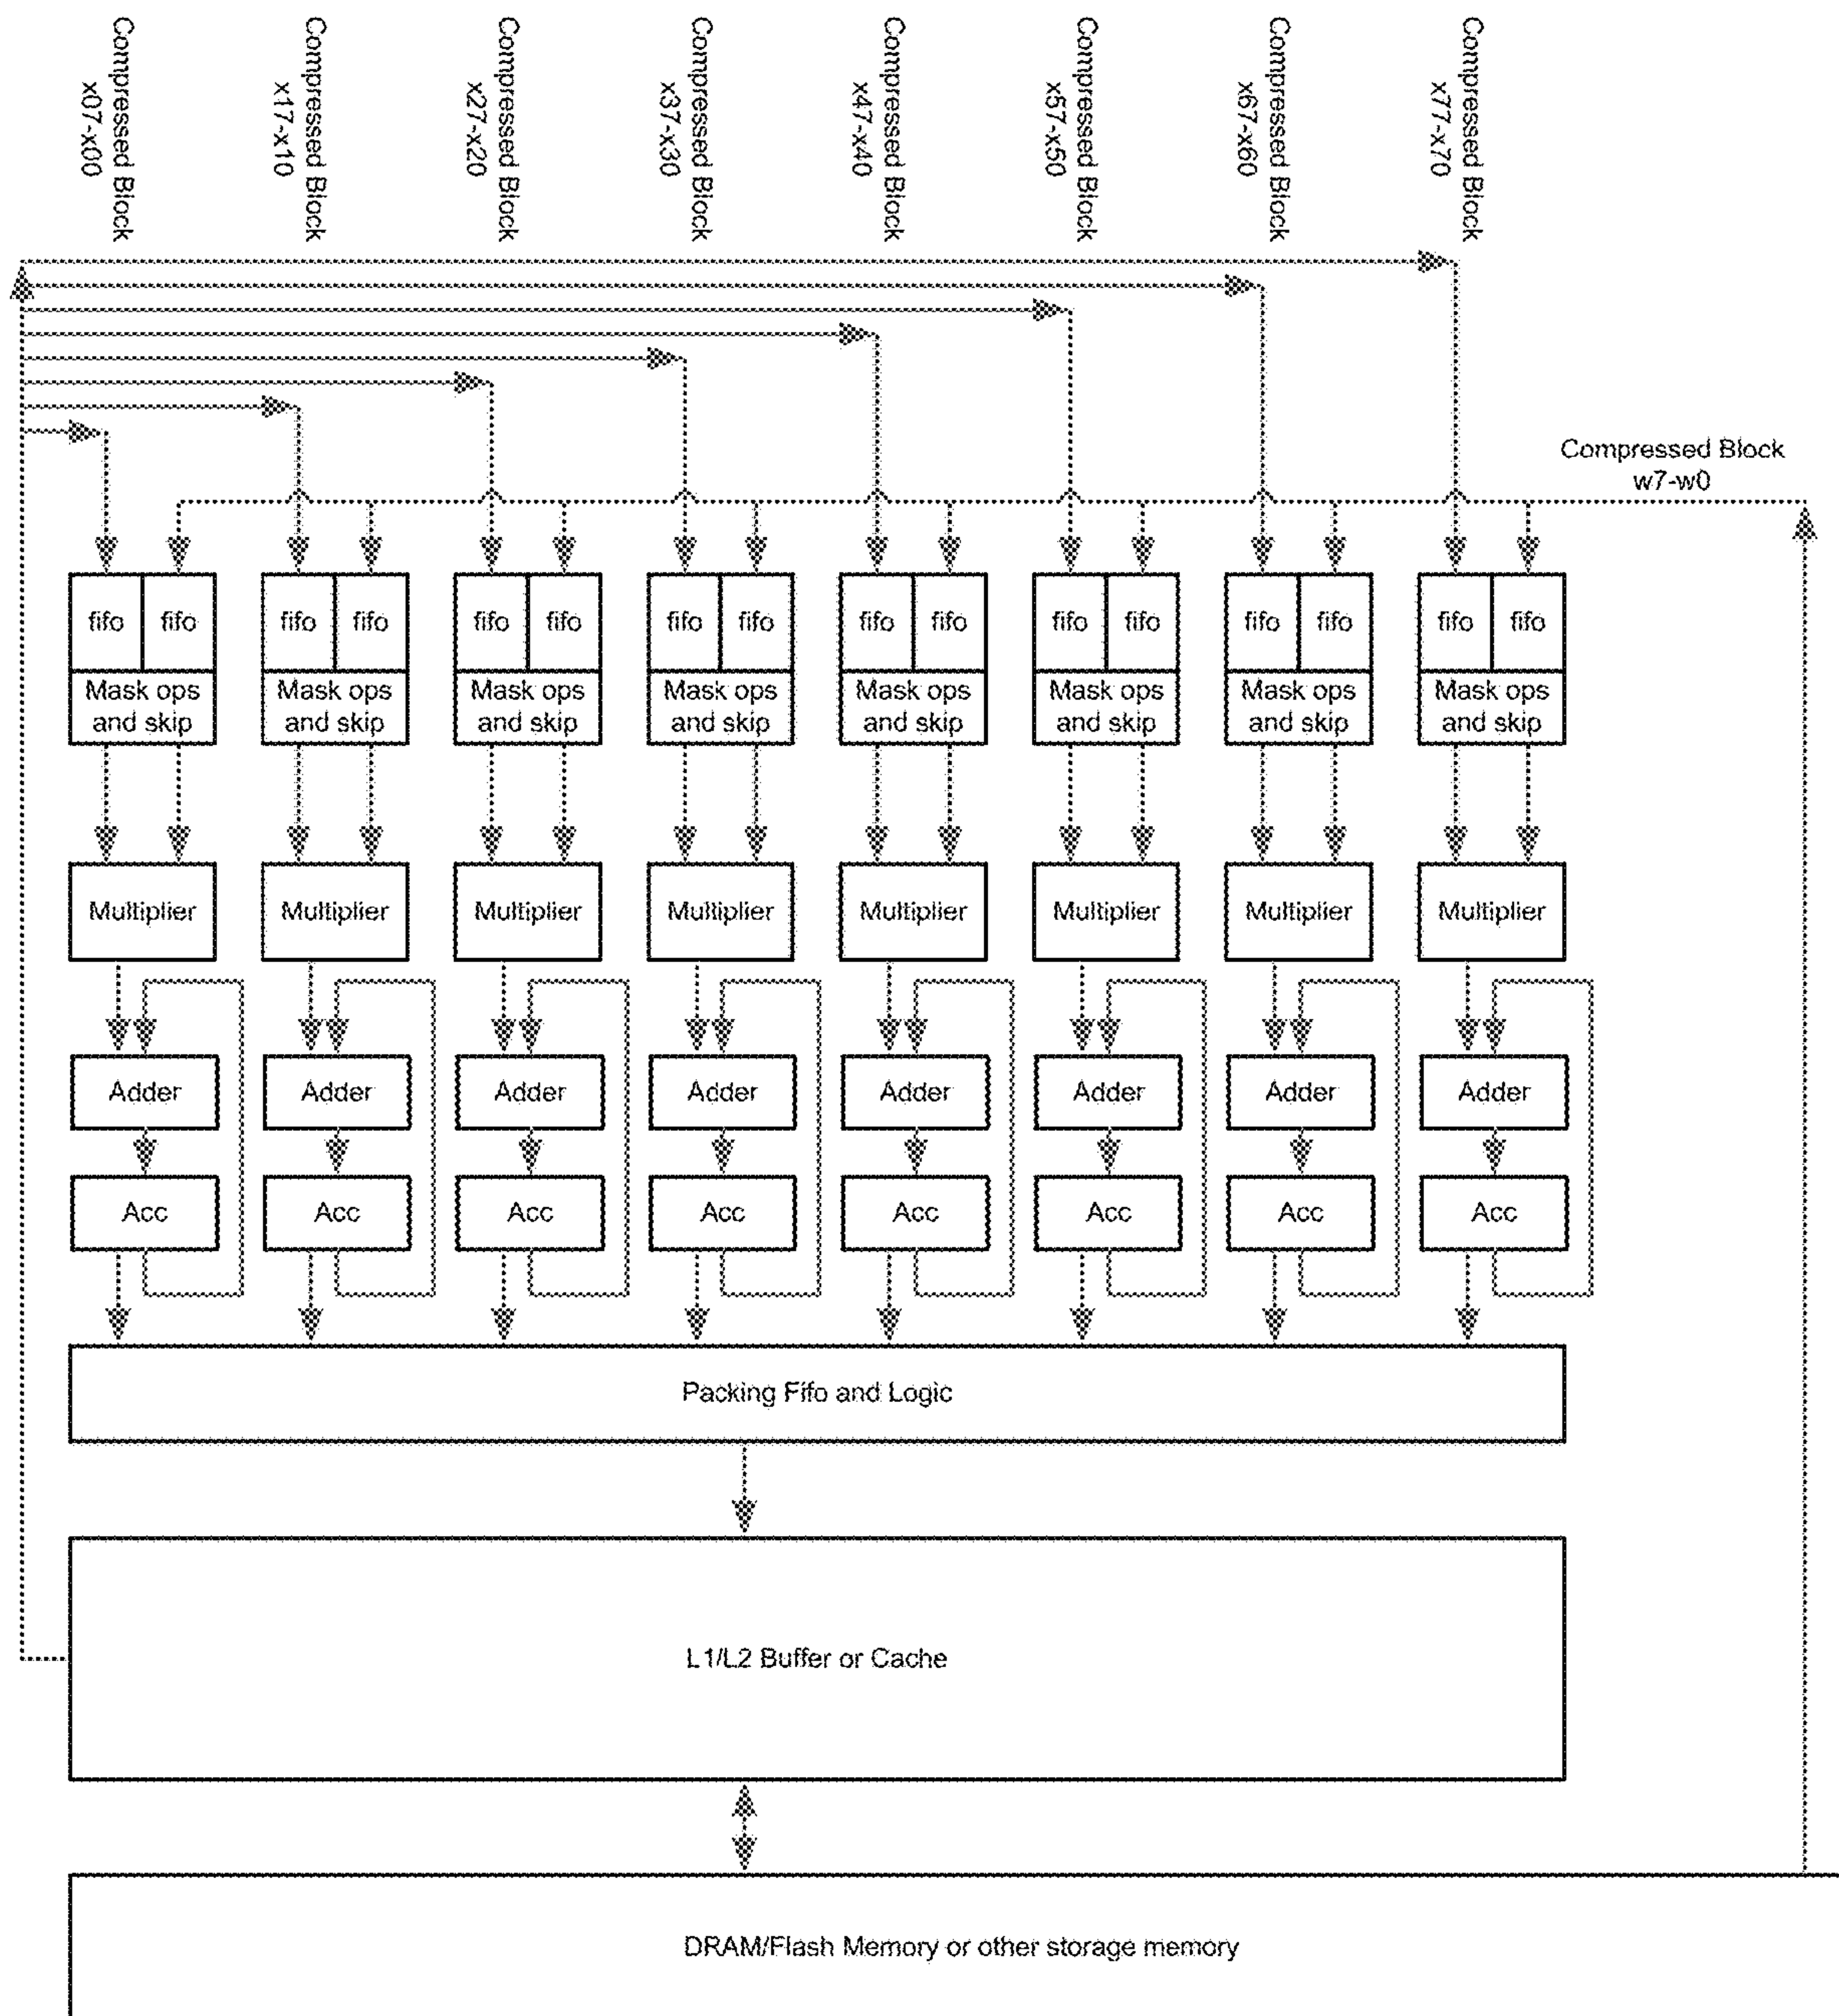 Compressed Block
x07-x00
Compressed Block
x17-x10
Compressed Block
x27-x20
Compressed Block
x37-x30
Compressed Block
x47-x40
Compressed Block
x57-x50
Compressed Block
x67-x60
Compressed Block
x77-x70
Compressed Block
w7-w0
fifo fifo fifo fifo fifo fifo fifo fifo fifo fifo fifo fifo fifo fifo fifo fifo
Mask ops Mask ops Mask ops Mask ops Mask ops Mask ops Mask ops Mask ops
and skip and skip and skip and skip and skip and skip and skip and skip
Multiplier Multiplier Multiplier Multiplier Multiplier Multiplier Multiplier Multiplier
Adder Adder Adder Adder Adder Adder Adder Adder
Acc Acc Acc Acc Acc Acc Acc Acc
Packing Fifo and Logic
L1/L2 Buffer or Cache
DRAM/Flash Memory or other storage memory